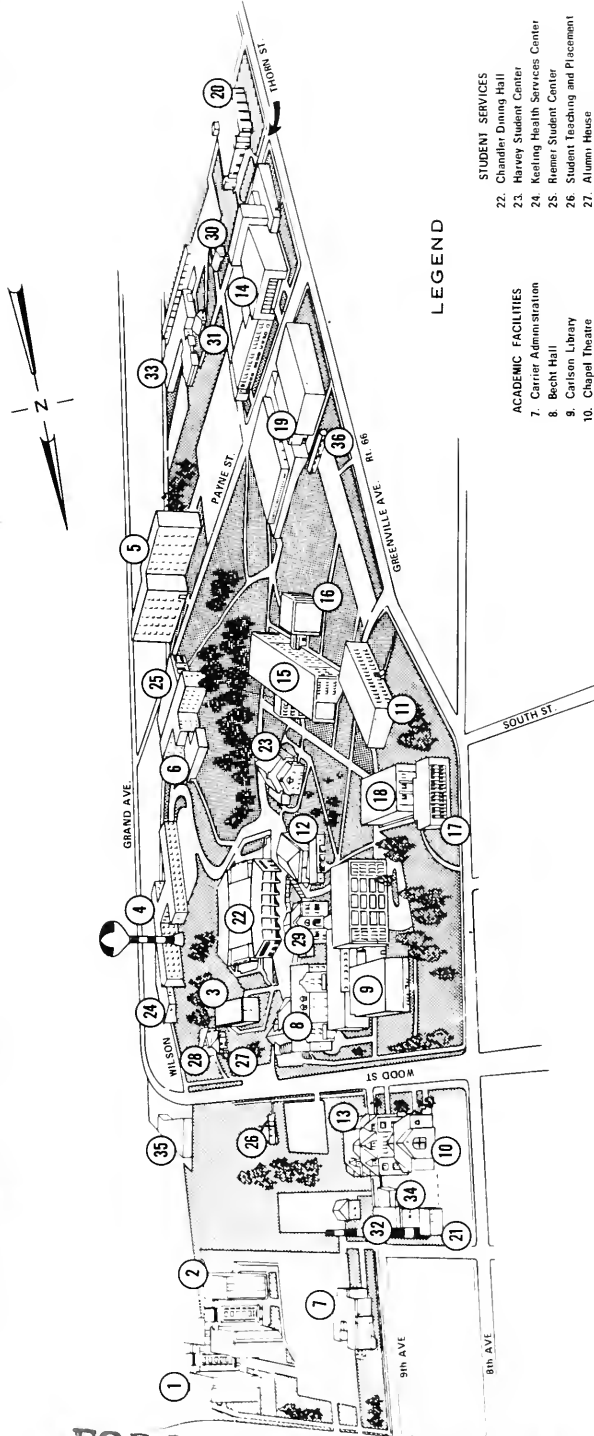 N
GRAND AVE.
WILSON
PAYNE ST.
THORN ST.
GREENVILLE AVE. Rt. 66
SOUTH ST.
WOOD ST
9th AVE
8th AVE
1
2
35
7
26
32
21
34
10
13
28
27
24
3
4
22
8
29
9
12
23
6
25
5
15
16
11
18
17
33
31
30
14
19
36
20
LEGEND
ACADEMIC FACILITIES
7. Carrier Administration
8. Becht Hall
9. Carlson Library
10. Chapel Theatre
STUDENT SERVICES
22. Chandler Dining Hall
23. Harvey Student Center
24. Keeling Health Services Center
25. Riemer Student Center
26. Student Teaching and Placement
27. Alumni House